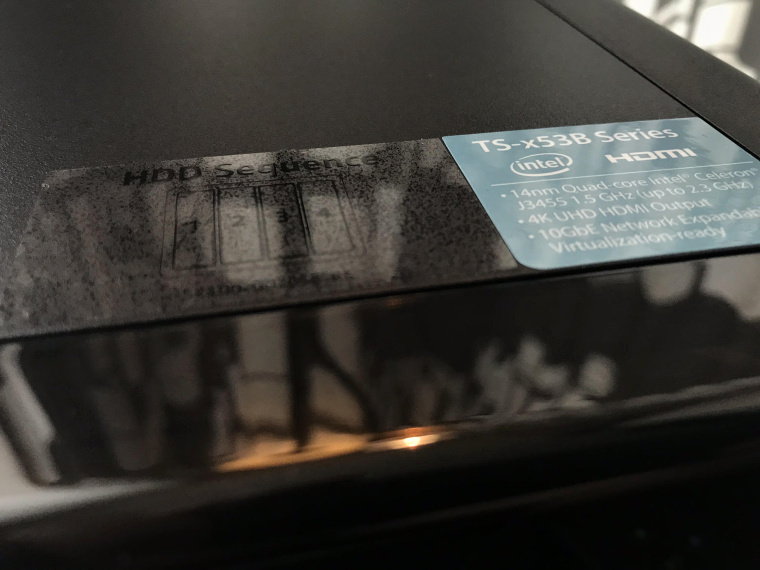 HDD Sequence
1 2 3 4
TS-x53B Series
intel HDMI
• 14nm Quad-core Intel® Celeron®
J3455 1.5 GHz (up to 2.3 GHz)
• 4K UHD HDMI Output
• 10GbE Network Expandab
Virtualization-ready